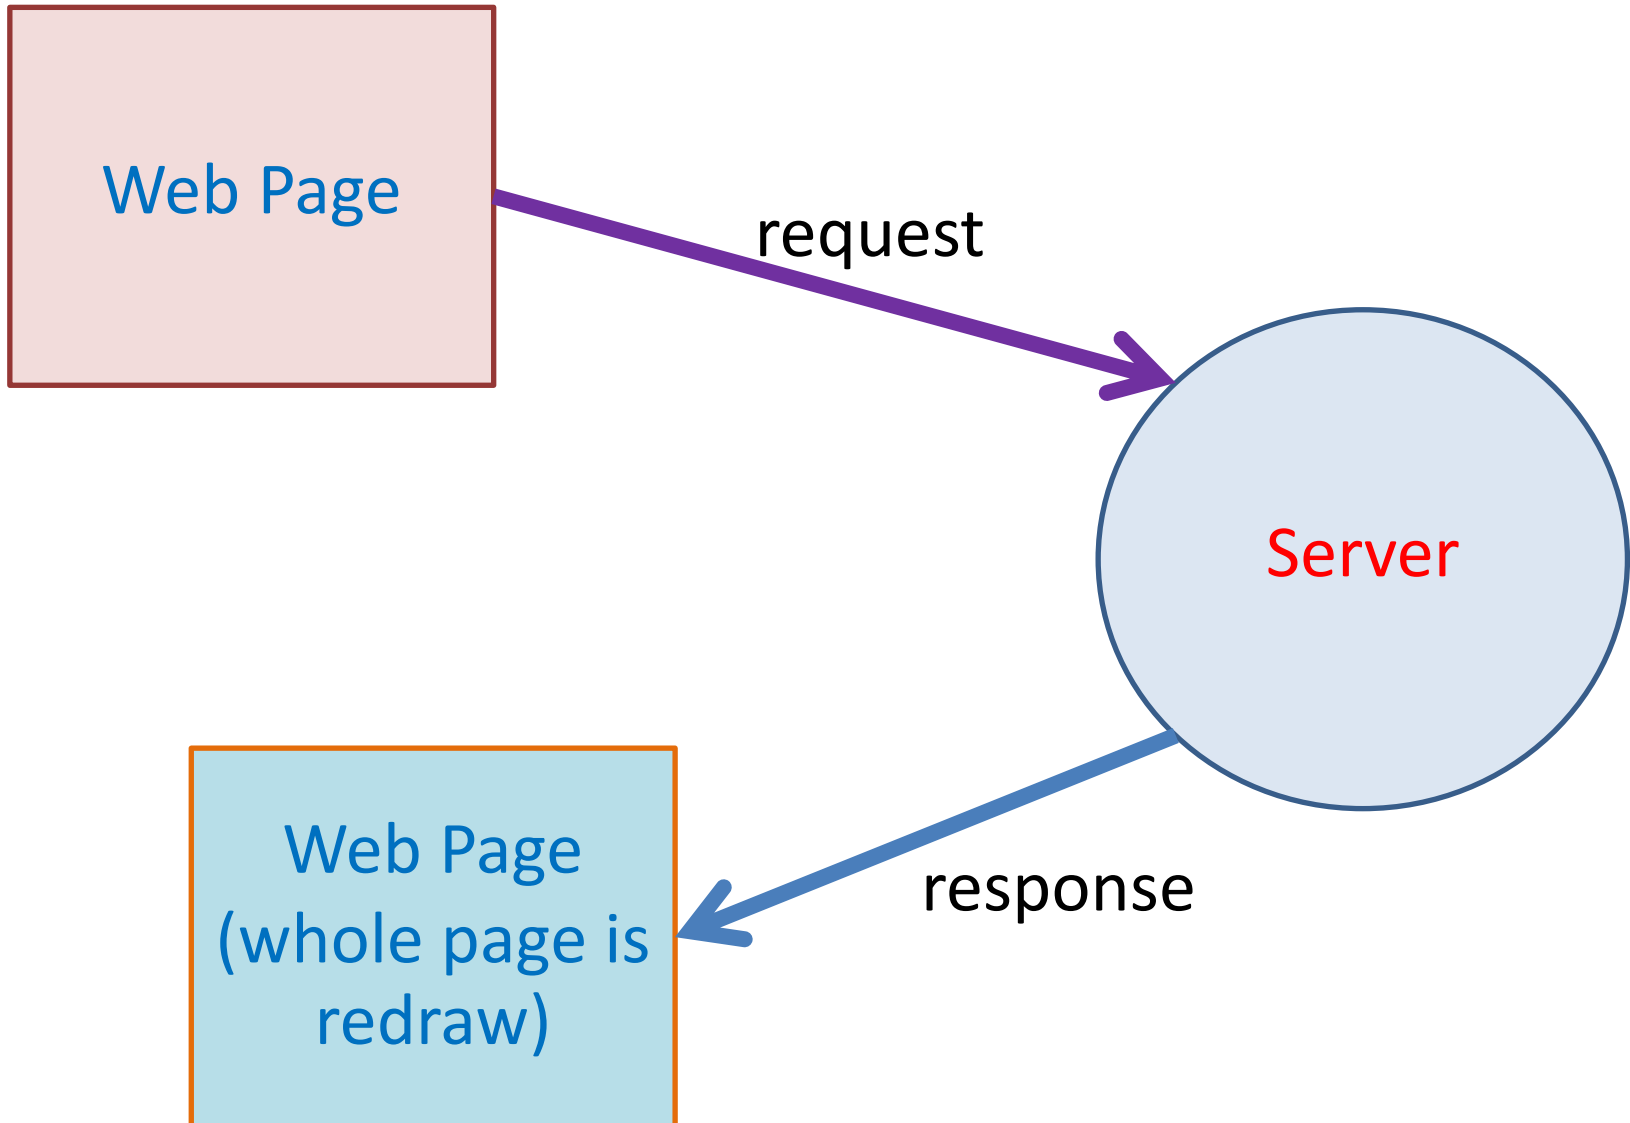 Web Page
request
Server
response
Web Page
(whole page is
redraw)